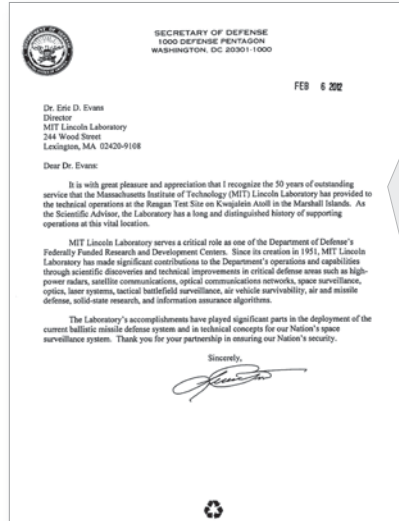 SECRETARY OF DEFENSE
1000 DEFENSE PENTAGON
WASHINGTON, DC 20301-1000
FEB 6 2012
Dr. Eric D. Evans
Director
MIT Lincoln Laboratory
244 Wood Street
Lexington, MA 02420-9108
Dear Dr. Evans:
It is with great pleasure and appreciation that I recognize the 50 years of outstanding
service that the Massachusetts Institute of Technology (MIT) Lincoln Laboratory has provided to
the technical operations at the Reagan Test Site on Kwajalein Atoll in the Marshall Islands. As
the Scientific Advisor, the Laboratory has a long and distinguished history of supporting
operations at this vital location.
MIT Lincoln Laboratory serves a critical role as one of the Department of Defense's
Federally Funded Research and Development Centers. Since its creation in 1951, MIT Lincoln
Laboratory has made significant contributions to the Department's operations and capabilities
through scientific discoveries and technical improvements in critical defense areas such as high-
power radars, satellite communications, optical communications networks, space surveillance,
optics, laser systems, tactical battlefield surveillance, air vehicle survivability, air and missile
defense, solid-state research, and information assurance algorithms.
The Laboratory's accomplishments have played significant parts in the deployment of the
current ballistic missile defense system and in technical concepts for our Nation's space
surveillance system. Thank you for your partnership in ensuring our Nation's security.
Sincerely,